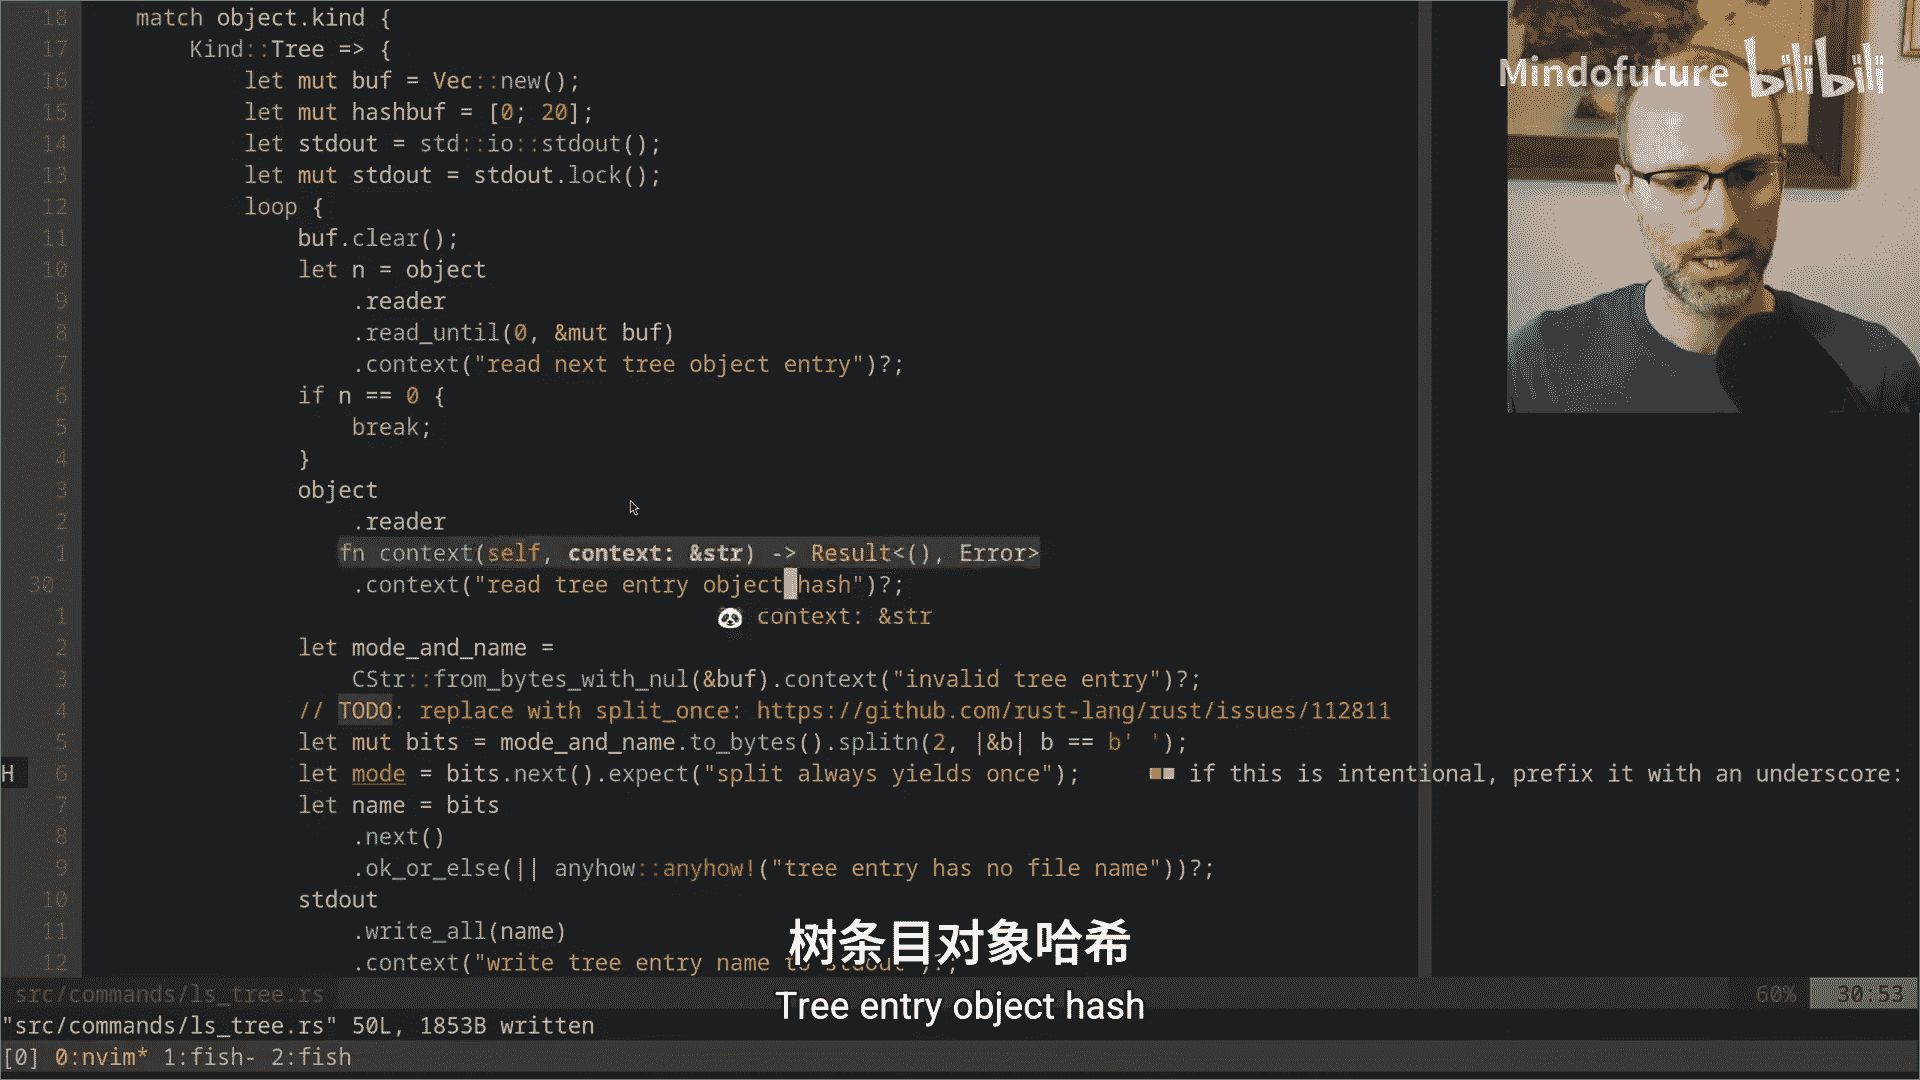 18 match object.kind {
17 Kind::Tree => {
16 let mut buf = Vec::new();
15 let mut hashbuf = [0; 20];
14 let stdout = std::io::stdout();
13 let mut stdout = stdout.lock();
12 loop {
11 buf.clear();
10 let n = object
9 .reader
8 .read_until(0, &mut buf)
7 .context("read next tree object entry")?;
6 if n == 0 {
5 break;
4 }
3 object
2 .reader
1 fn context(self, context: &str) -> Result<(), Error>
30 .context("read tree entry object hash")?;
1 🐼 context: &str
2 let mode_and_name =
3 CStr::from_bytes_with_nul(&buf).context("invalid tree entry")?;
4 // TODO: replace with split_once: https://github.com/rust-lang/rust/issues/112811
5 let mut bits = mode_and_name.to_bytes().splitn(2, |&b| b == b' ');
H 6 let mode = bits.next().expect("split always yields once"); ■■ if this is intentional, prefix it with an underscore:
7 let name = bits
8 .next()
9 .ok_or_else(|| anyhow::anyhow!("tree entry has no file name"))?;
10 stdout
11 .write_all(name)
12 .context("write tree entry name to stdout")?;
src/commands/ls_tree.rs 60% 30:53
"src/commands/ls_tree.rs" 50L, 1853B written
[0] 0:nvim* 1:fish- 2:fish
Mindofuture bilibili
树条目对象哈希
Tree entry object hash